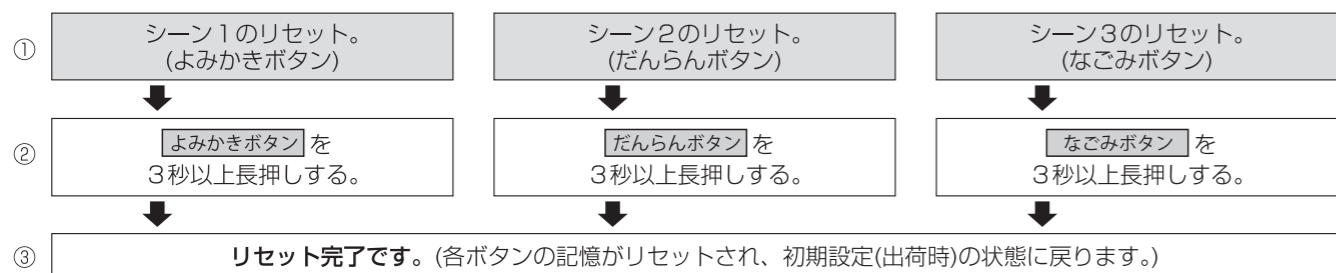 ①
シーン1のリセット。
(よみかきボタン)
シーン2のリセット。
(だんらんボタン)
シーン3のリセット。
(なごみボタン)
②
よみかきボタン を
3秒以上長押しする。
だんらんボタン を
3秒以上長押しする。
なごみボタン を
3秒以上長押しする。
③
リセット完了です。(各ボタンの記憶がリセットされ、初期設定(出荷時)の状態に戻ります。)